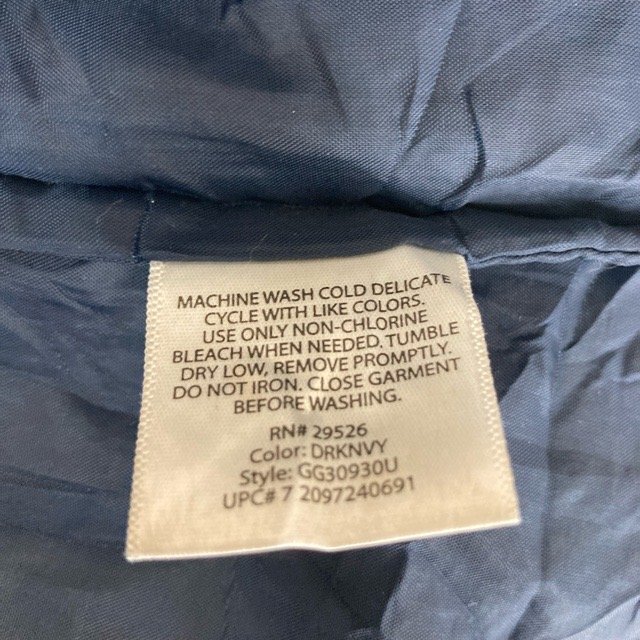 MACHINE WASH COLD DELICATE
CYCLE WITH LIKE COLORS.
USE ONLY NON-CHLORINE
BLEACH WHEN NEEDED. TUMBLE
DRY LOW, REMOVE PROMPTLY.
DO NOT IRON. CLOSE GARMENT
BEFORE WASHING.
RN# 29526
Color: DRKNVY
Style: GG30930U
UPC# 7 2097240691